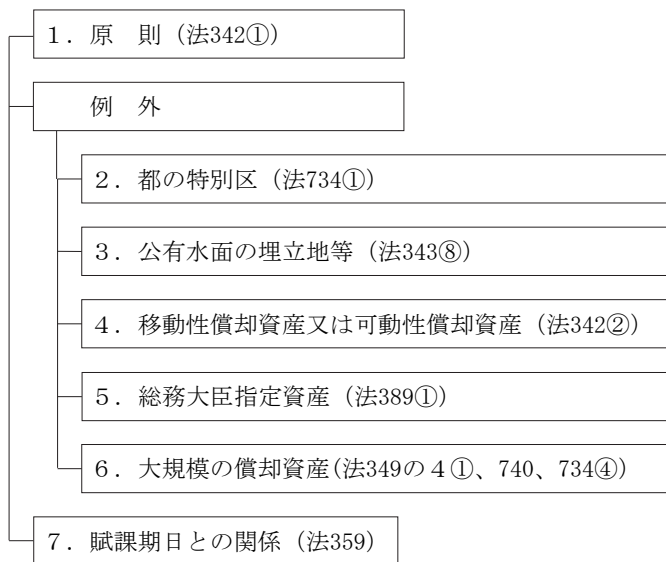 １．原　則（法342①）
例　外
２．都の特別区（法734①）
３．公有水面の埋立地等（法343⑧）
４．移動性償却資産又は可動性償却資産（法342②）
５．総務大臣指定資産（法389①）
６．大規模の償却資産(法349の４①、740、734④）
７．賦課期日との関係（法359）